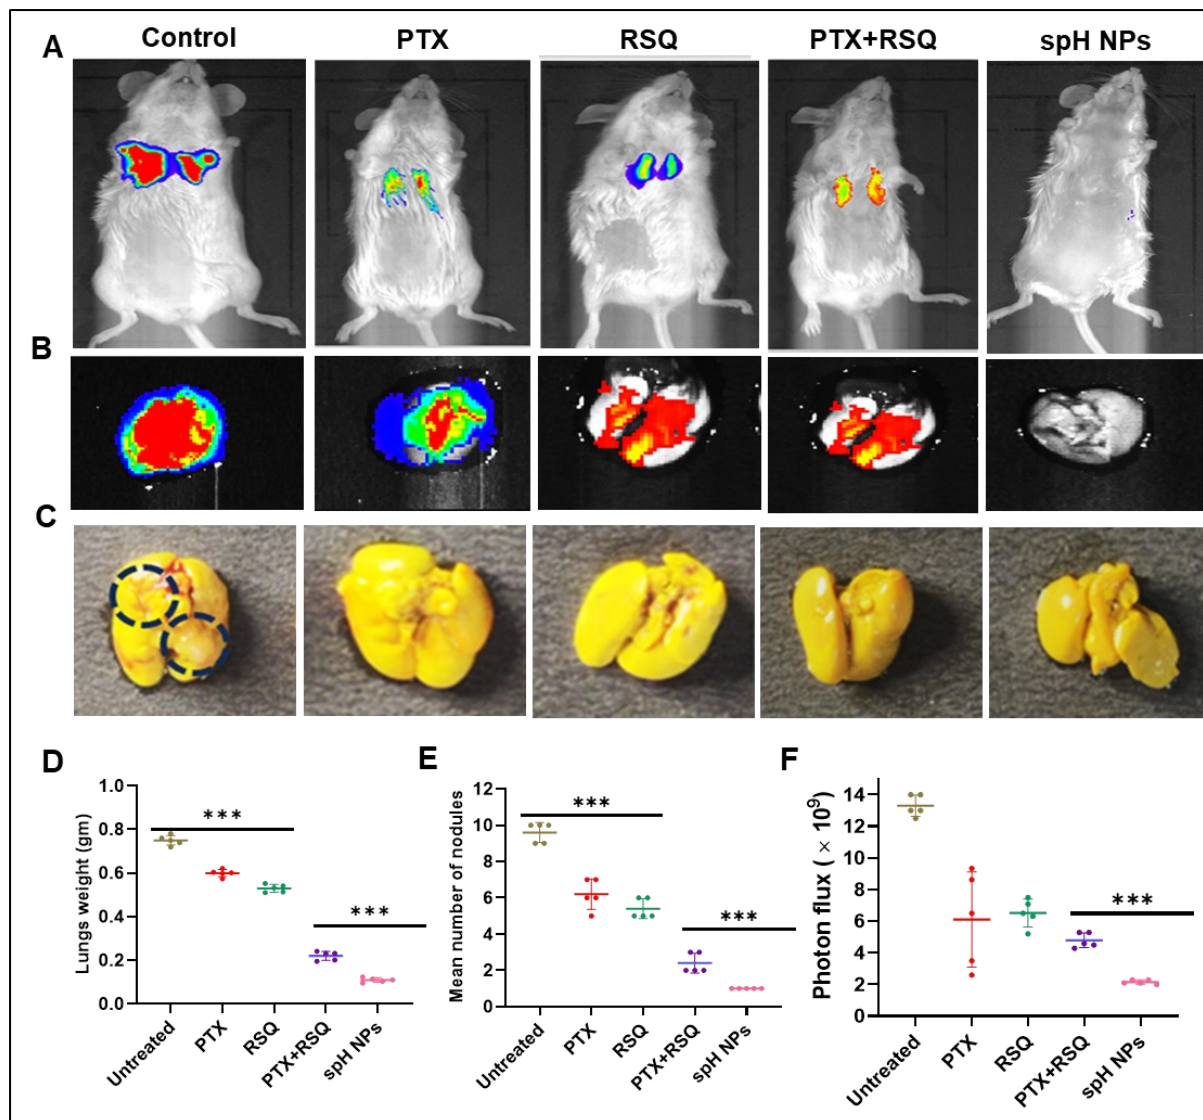 A
Control
PTX
RSQ
PTX+RSQ
spH NPs
B
C
D
Lungs weight (gm)
1.0
0.8
0.6
0.4
0.2
0.0
***
***
Untreated
PTX
RSQ
PTX+RSQ
spH NPs
E
Mean number of nodules
12
10
8
6
4
2
0
***
***
Untreated
PTX
RSQ
PTX+RSQ
spH NPs
F
Photon flux ( × 10⁹)
14
12
10
8
6
4
2
0
***
Untreated
PTX
RSQ
PTX+RSQ
spH NPs